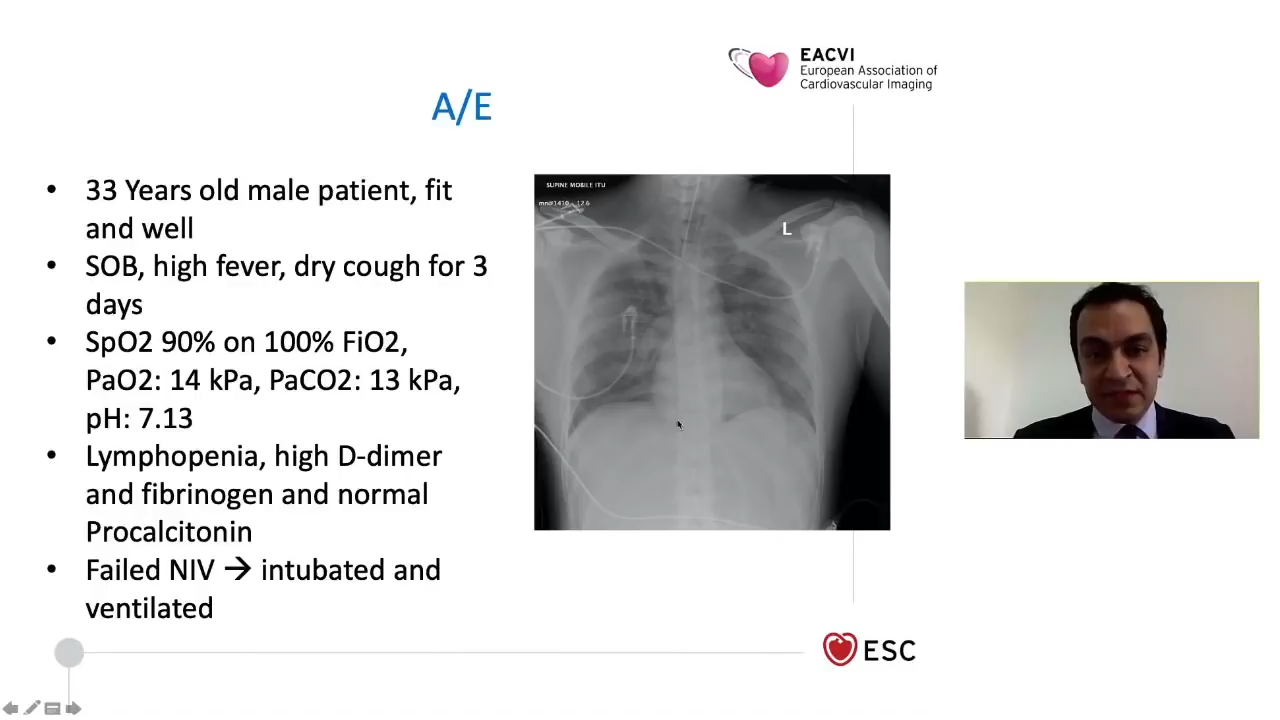 EACVI
European Association of
Cardiovascular Imaging
A/E
• 33 Years old male patient, fit
and well
• SOB, high fever, dry cough for 3
days
• SpO2 90% on 100% FiO2,
PaO2: 14 kPa, PaCO2: 13 kPa,
pH: 7.13
• Lymphopenia, high D-dimer
and fibrinogen and normal
Procalcitonin
• Failed NIV → intubated and
ventilated
SUPINE MOBILE ITU
L
ESC